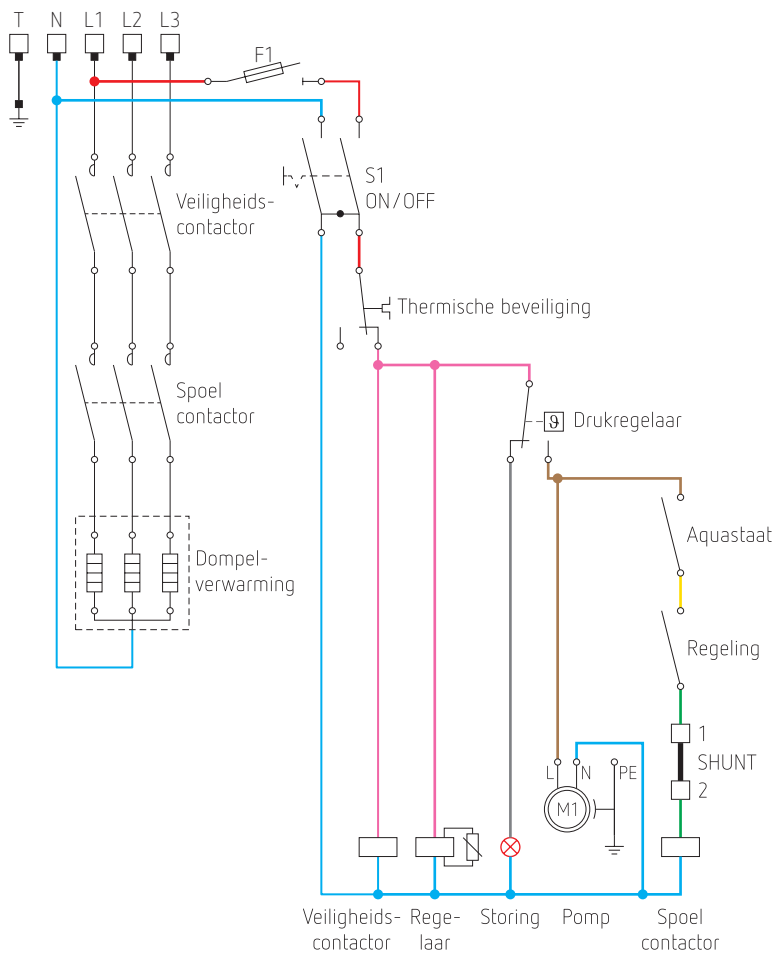 T N L1 L2 L3
F1
S1
ON/OFF
Veiligheids-
contactor
Thermische beveiliging
Spoel
contactor
ϑ Drukregelaar
Aquastaat
Dompel-
verwarming
Regeling
1
SHUNT
2
L N PE
M1
Veiligheids-
contactor
Rege-
laar
Storing
Pomp
Spoel
contactor